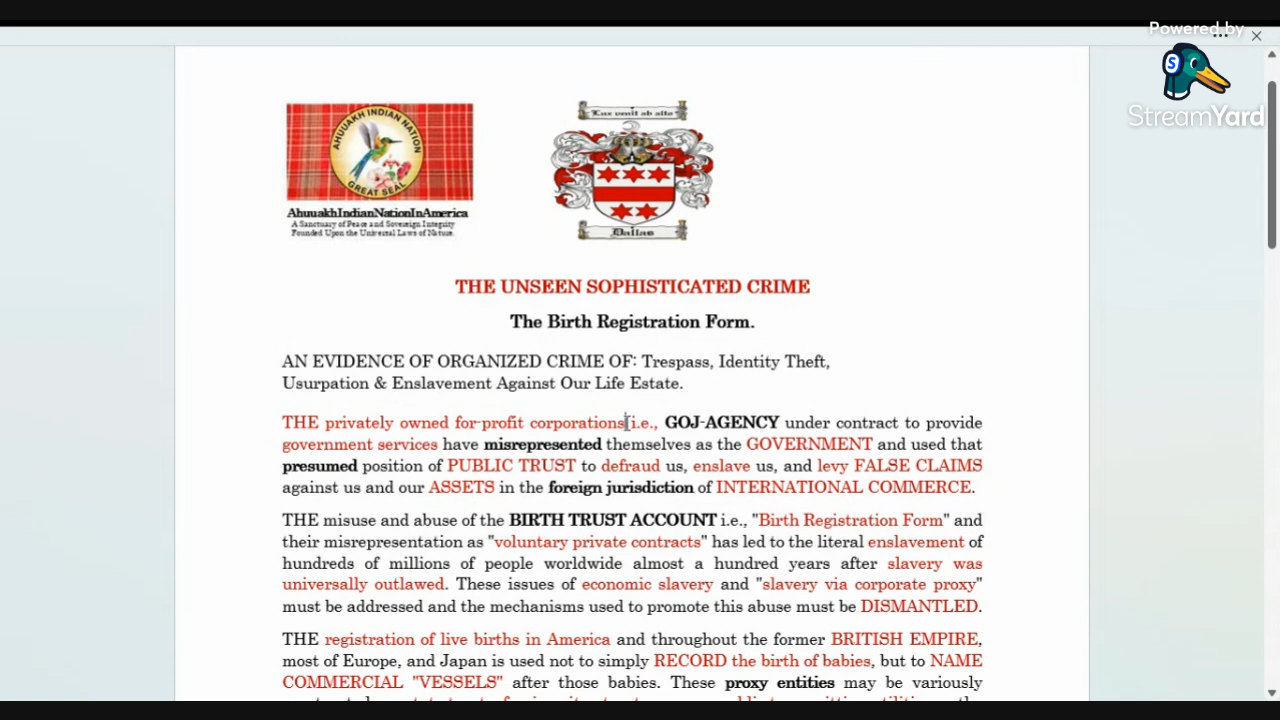 Powered by
StreamYard
AHUUAKH INDIAN NATION
GREAT SEAL
AhuuakhIndianNationInAmerica
A Sanctuary of Peace and Sovereign Integrity
Founded Upon the Universal Laws of Nature.
Lux venit ab alto
Dallas
THE UNSEEN SOPHISTICATED CRIME
The Birth Registration Form.
AN EVIDENCE OF ORGANIZED CRIME OF: Trespass, Identity Theft,
Usurpation & Enslavement Against Our Life Estate.
THE privately owned for-profit corporations i.e., GOJ-AGENCY under contract to provide
government services have misrepresented themselves as the GOVERNMENT and used that
presumed position of PUBLIC TRUST to defraud us, enslave us, and levy FALSE CLAIMS
against us and our ASSETS in the foreign jurisdiction of INTERNATIONAL COMMERCE.
THE misuse and abuse of the BIRTH TRUST ACCOUNT i.e., "Birth Registration Form" and
their misrepresentation as "voluntary private contracts" has led to the literal enslavement of
hundreds of millions of people worldwide almost a hundred years after slavery was
universally outlawed. These issues of economic slavery and "slavery via corporate proxy"
must be addressed and the mechanisms used to promote this abuse must be DISMANTLED.
THE registration of live births in America and throughout the former BRITISH EMPIRE,
most of Europe, and Japan is used not to simply RECORD the birth of babies, but to NAME
COMMERCIAL "VESSELS" after those babies. These proxy entities may be variously